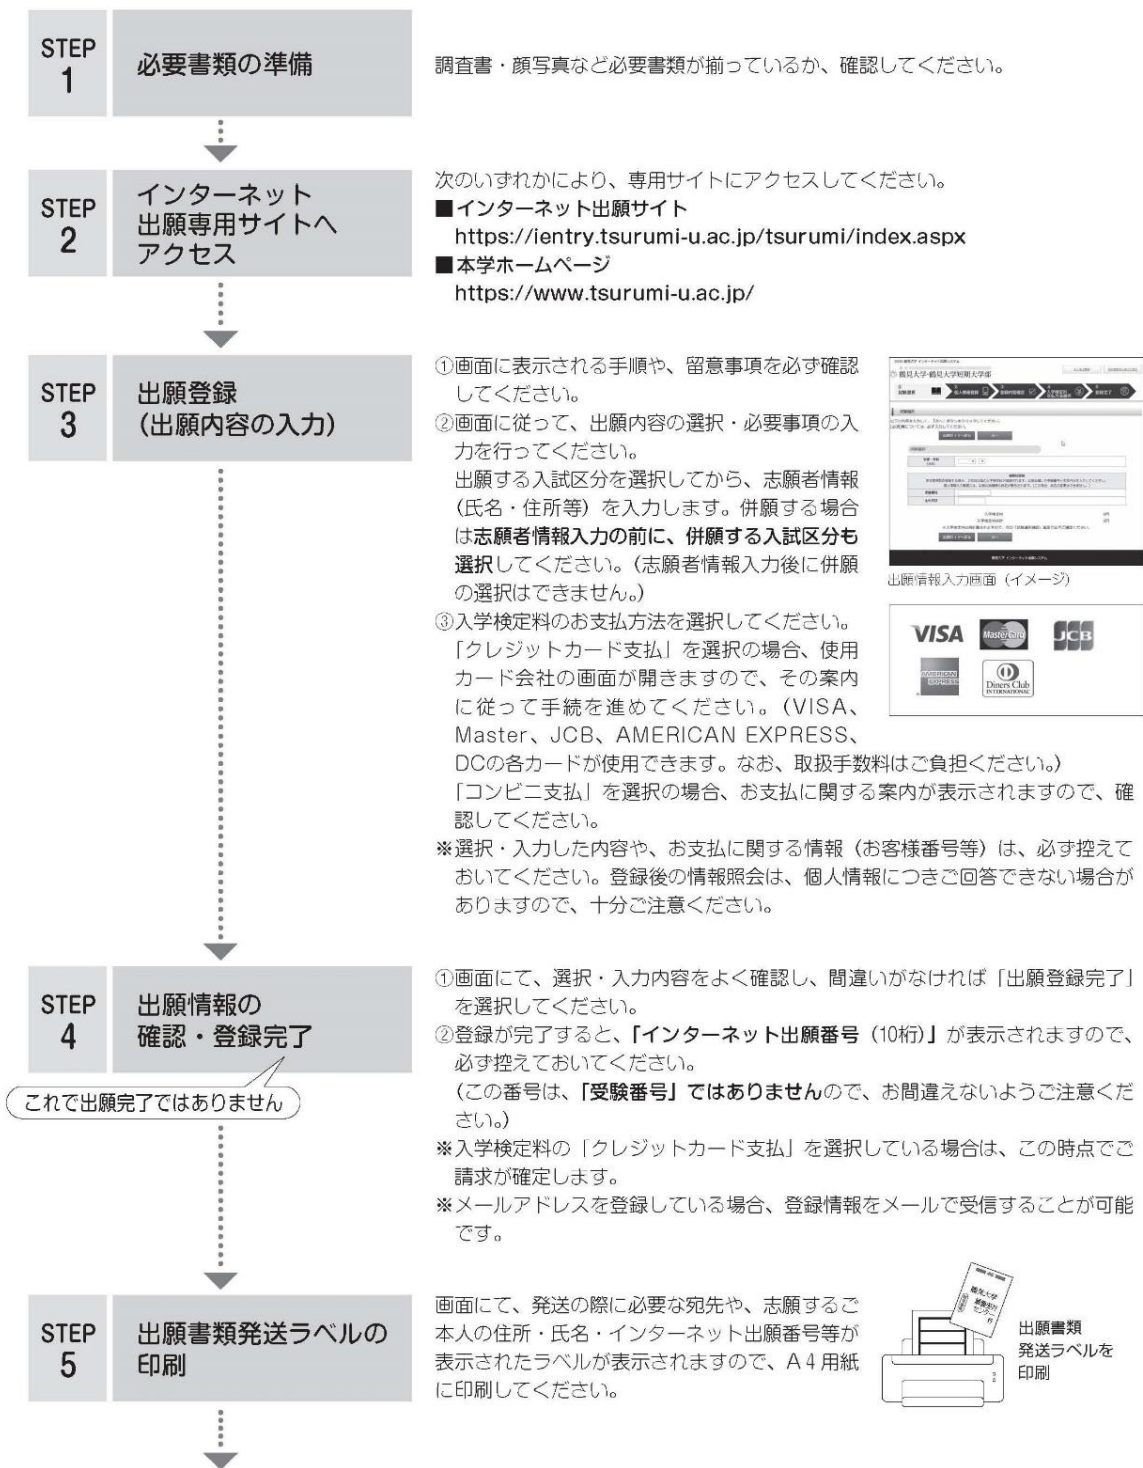 STEP
1
必要書類の準備
調査書・顔写真など必要書類が揃っているか、確認してください。
STEP
2
インターネット
出願専用サイトへ
アクセス
次のいずれかにより、専用サイトにアクセスしてください。
■インターネット出願サイト
https://ientry.tsurumi-u.ac.jp/tsurumi/index.aspx
■本学ホームページ
https://www.tsurumi-u.ac.jp/
STEP
3
出願登録
(出願内容の入力)
①画面に表示される手順や、留意事項を必ず確認
してください。
②画面に従って、出願内容の選択・必要事項の入
力を行ってください。
出願する入試区分を選択してから、志願者情報
(氏名・住所等)を入力します。併願する場合
は志願者情報入力の前に、併願する入試区分も
選択してください。(志願者情報入力後に併願
の選択はできません。)
③入学検定料のお支払方法を選択してください。
「クレジットカード支払」を選択の場合、使用
カード会社の画面が開きますので、その案内
に従って手続を進めてください。(VISA、
Master、JCB、AMERICAN EXPRESS、
DCの各カードが使用できます。なお、取扱手数料はご負担ください。)
「コンビニ支払」を選択の場合、お支払に関する案内が表示されますので、確
認してください。
※選択・入力した内容や、お支払に関する情報(お客様番号等)は、必ず控えて
おいてください。登録後の情報照会は、個人情報につきご回答できない場合が
ありますので、十分ご注意ください。
鶴見大学・鶴見大学短期大学部
出願情報入力画面(イメージ)
VISA
MasterCard
JCB
AMERICAN
EXPRESS
Diners Club
INTERNATIONAL
STEP
4
出願情報の
確認・登録完了
これで出願完了ではありません
①画面にて、選択・入力内容をよく確認し、間違いがなければ「出願登録完了」
を選択してください。
②登録が完了すると、「インターネット出願番号(10桁)」が表示されますので、
必ず控えておいてください。
(この番号は、「受験番号」ではありませんので、お間違えないようご注意くだ
さい。)
※入学検定料の「クレジットカード支払」を選択している場合は、この時点でご
請求が確定します。
※メールアドレスを登録している場合、登録情報をメールで受信することが可能
です。
STEP
5
出願書類発送ラベルの
印刷
画面にて、発送の際に必要な宛先や、志願するご
本人の住所・氏名・インターネット出願番号等が
表示されたラベルが表示されますので、A4用紙
に印刷してください。
鶴見大学
出願書類
発送ラベルを
印刷